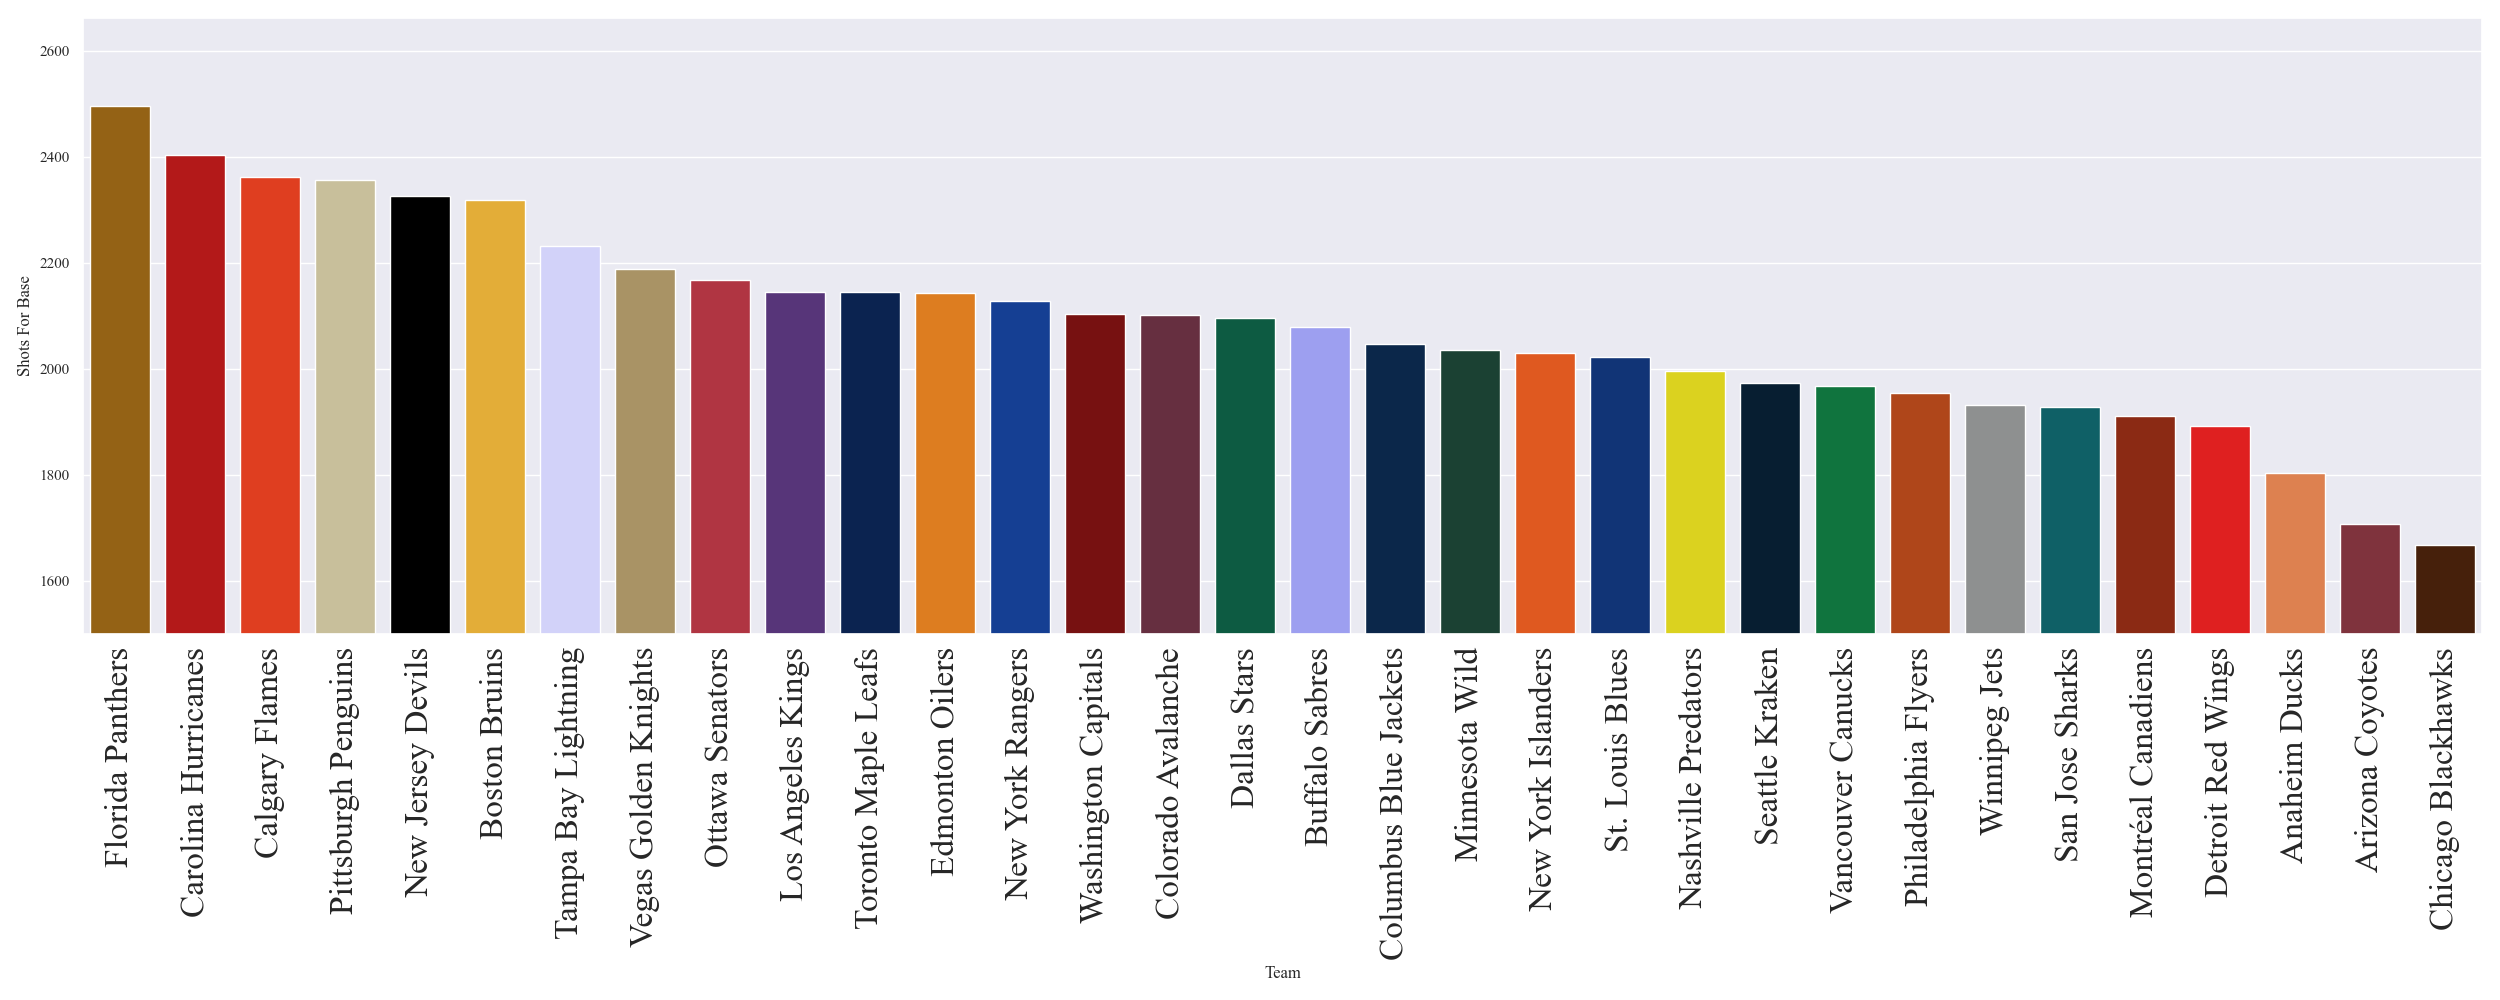 2600
2400
2200
2000
1800
1600
Shots For Base
Florida Panthers
Carolina Hurricanes
Calgary Flames
Pittsburgh Penguins
New Jersey Devils
Boston Bruins
Tampa Bay Lightning
Vegas Golden Knights
Ottawa Senators
Los Angeles Kings
Toronto Maple Leafs
Edmonton Oilers
New York Rangers
Washington Capitals
Colorado Avalanche
Dallas Stars
Buffalo Sabres
Columbus Blue Jackets
Minnesota Wild
New York Islanders
St. Louis Blues
Nashville Predators
Seattle Kraken
Vancouver Canucks
Philadelphia Flyers
Winnipeg Jets
San Jose Sharks
Montréal Canadiens
Detroit Red Wings
Anaheim Ducks
Arizona Coyotes
Chicago Blackhawks
Team